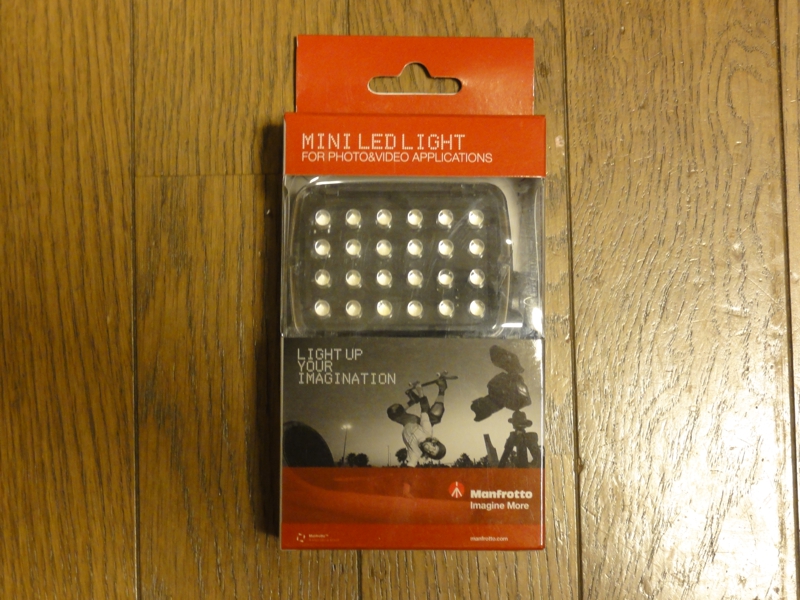 MINI LED LIGHT
FOR PHOTO&VIDEO APPLICATIONS
LIGHT UP
YOUR
IMAGINATION
Manfrotto
Imagine More
manfrotto.com